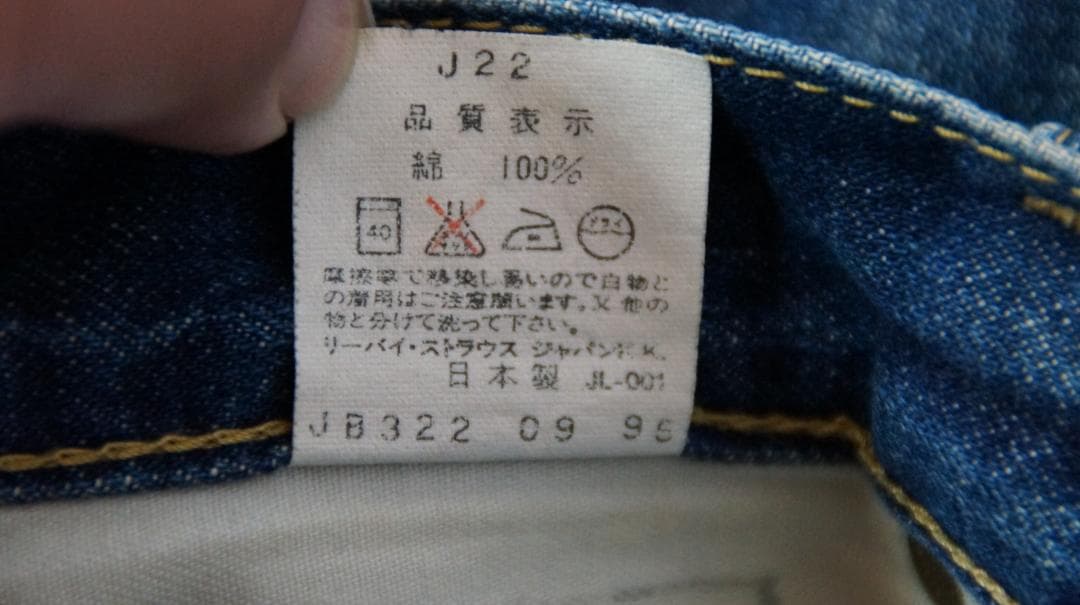 J22
品質表示
綿 100%
40 ドライ
摩擦等で移染し易いので白物と
の着用はご注意願います。又他の
物と分けて洗って下さい。
リーバイ・ストラウス ジャパンK.K.
日本製 JL-001
JB322 09